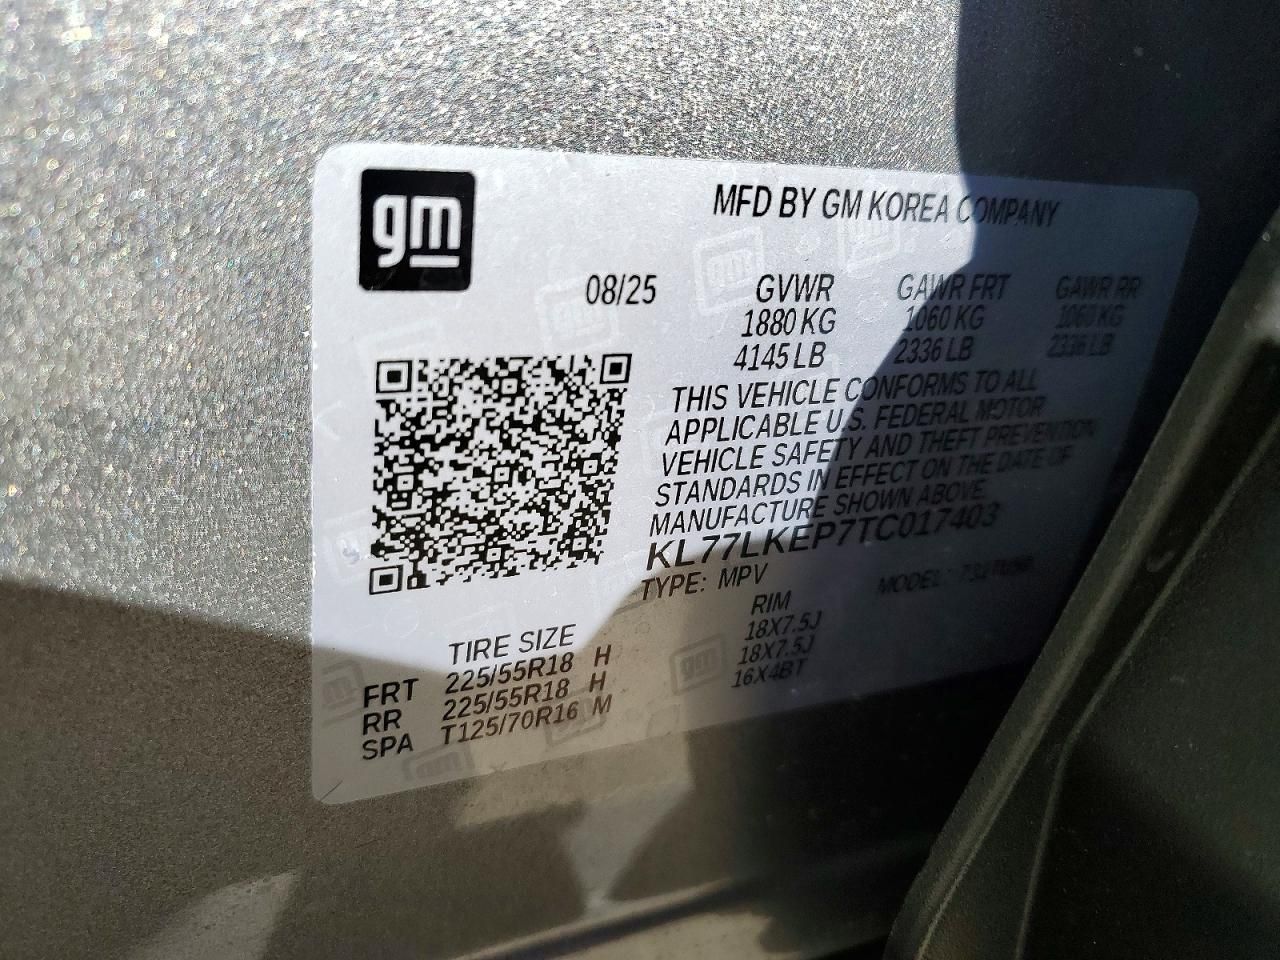 gm
MFD BY GM KOREA COMPANY
08/25
GVWR GAWR FRT GAWR RR
1880 KG 1060 KG 1060 KG
4145 LB 2336 LB 2336 LB
THIS VEHICLE CONFORMS TO ALL
APPLICABLE U.S. FEDERAL MOTOR
VEHICLE SAFETY AND THEFT PREVENTION
STANDARDS IN EFFECT ON THE DATE OF
MANUFACTURE SHOWN ABOVE.
KL77LKEP7TC017403
TYPE: MPV MODEL:
TIRE SIZE RIM
FRT 225/55R18 H 18X7.5J
RR 225/55R18 H 18X7.5J
SPA T125/70R16 M 16X4BT